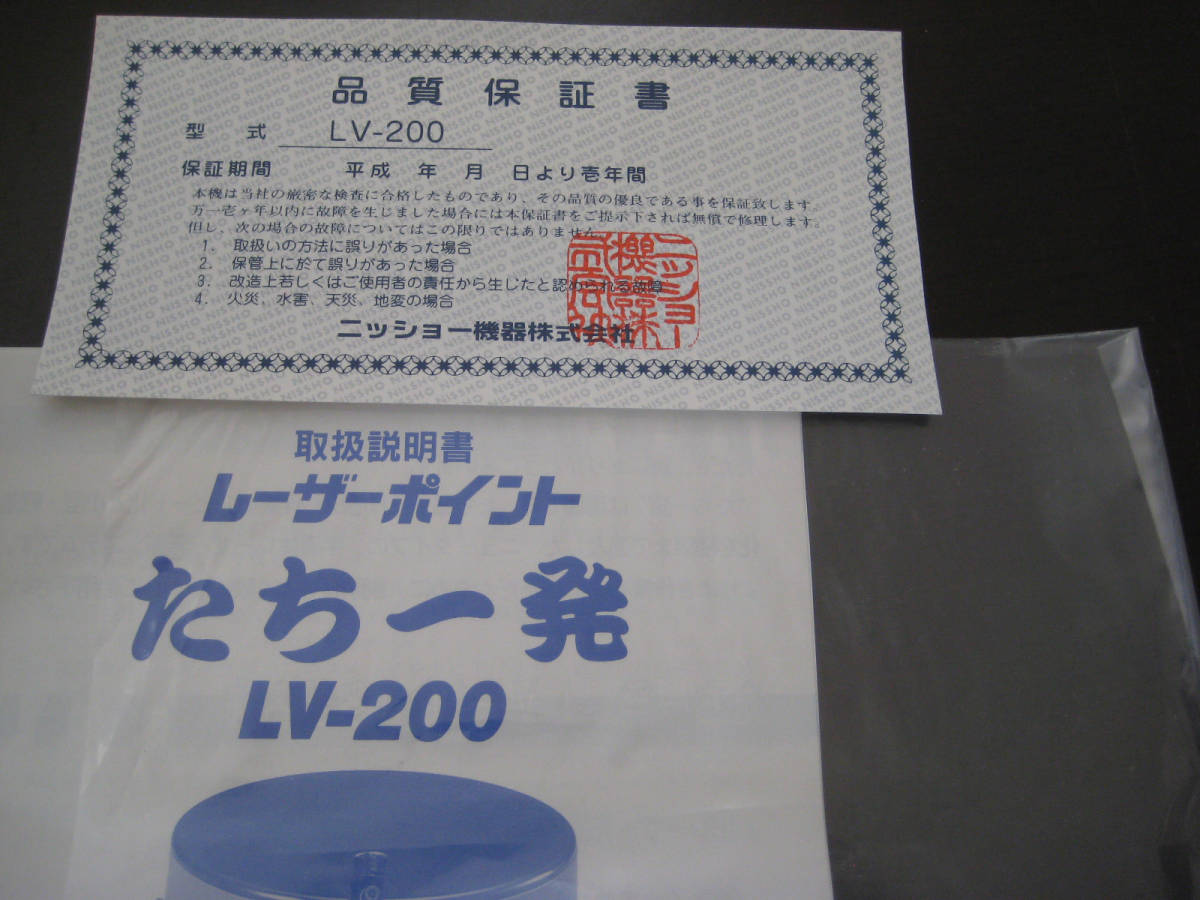 品質保証書
型式 LV-200
保証期間 平成 年 月 日より壱年間
本機は当社の厳密な検査に合格したものであり、その品質の優良である事を保証致します。
万一壱ヶ年以内に故障を生じました場合には本保証書をご提示下されば無償で修理します。
但し、次の場合の故障についてはこの限りではありません。
1. 取扱いの方法に誤りがあった場合
2. 保管上に於て誤りがあった場合
3. 改造上若しくはご使用者の責任から生じたと認められる故障
4. 火災、水害、天災、地変の場合
ニッショー機器株式会社
取扱説明書
レーザーポイント
たち一発
LV-200